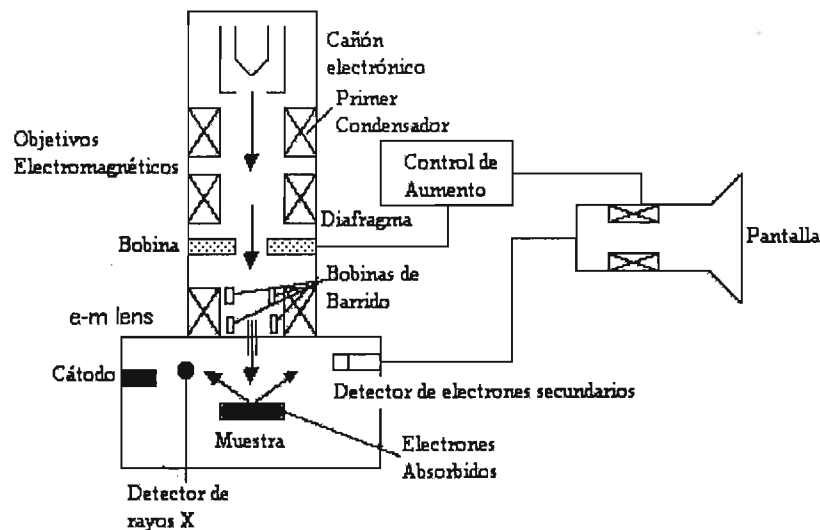 Cañón
electrónico
Primer
Condensador
Objetivos
Electromagnéticos
Control de
Aumento
Diafragma
Bobina
Pantalla
Bobinas de
Barrido
e-m lens
Cátodo
Detector de electrones secundarios
Muestra
Electrones
Absorbidos
Detector de
rayos X